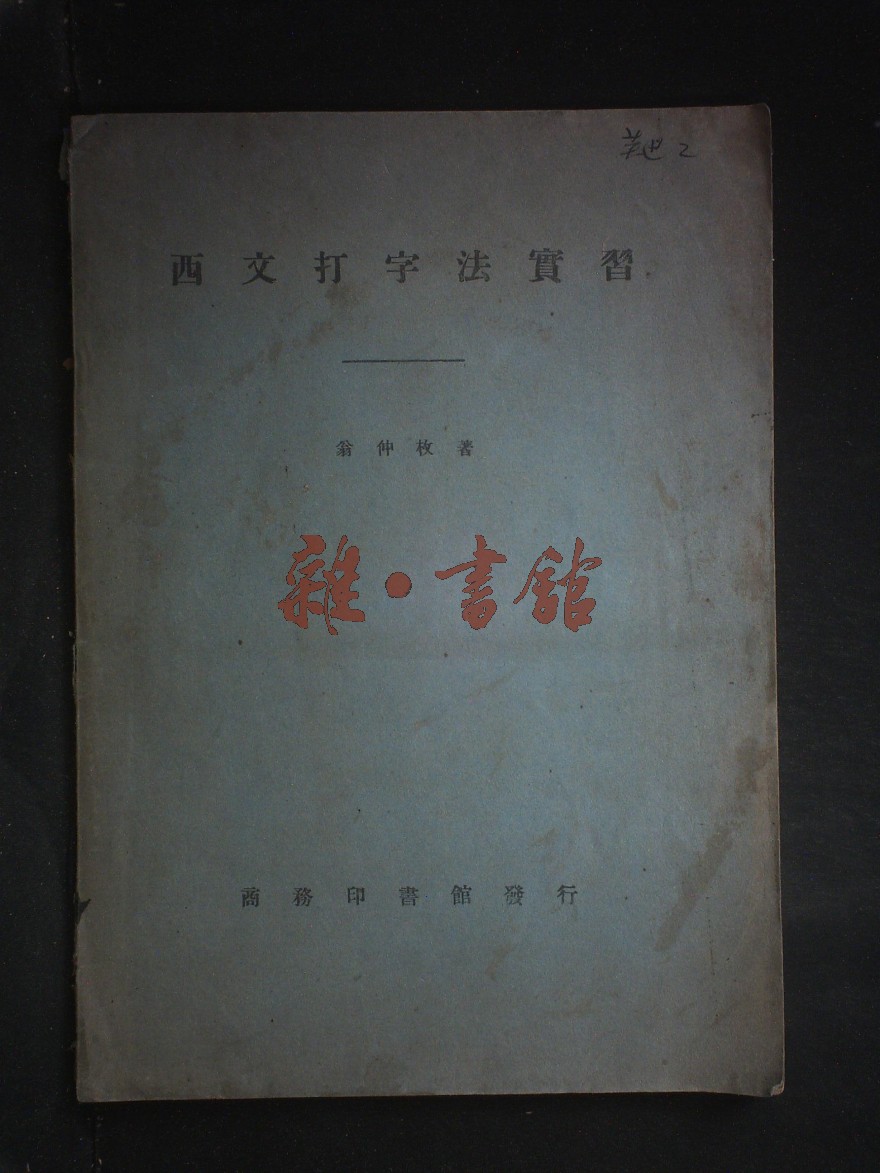 西文打字法實習
翁仲枚著
雜·書館
商務印書館發行